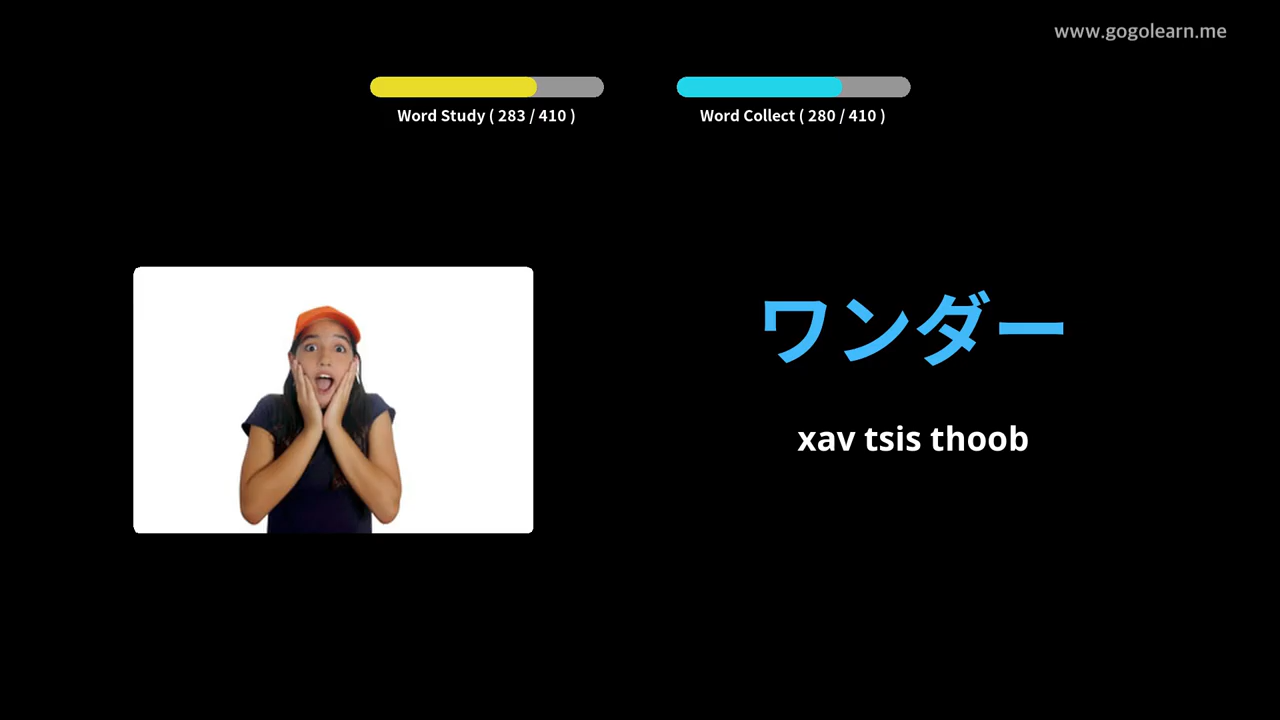 www.gogolearn.me
Word Study ( 283 / 410 )
Word Collect ( 280 / 410 )
ワンダー
xav tsis thoob